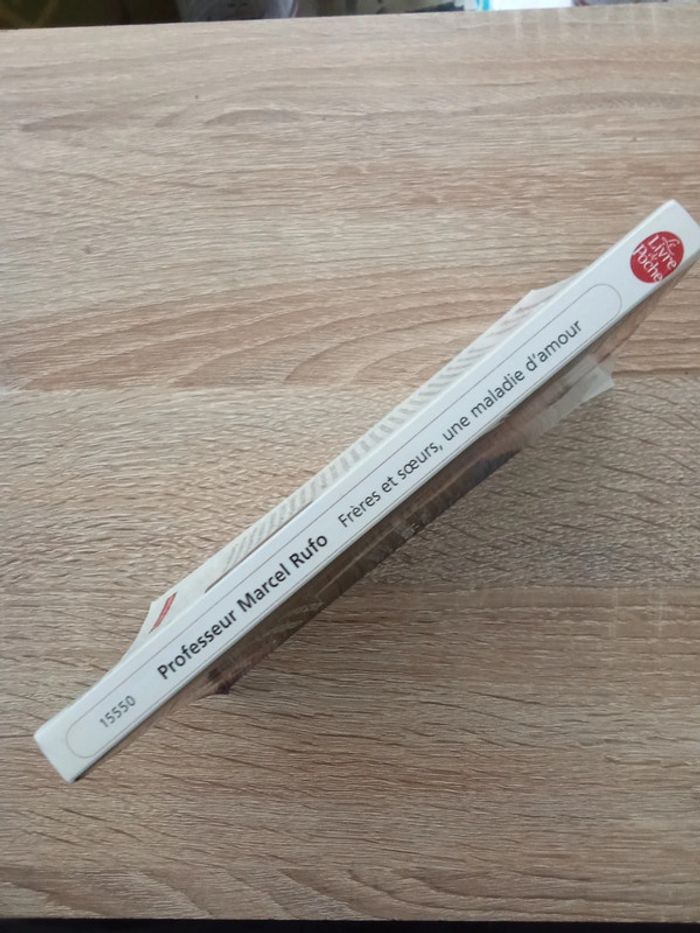 15550
Professeur Marcel Rufo Frères et sœurs, une maladie d'amour
Le
Livre
de
Poche